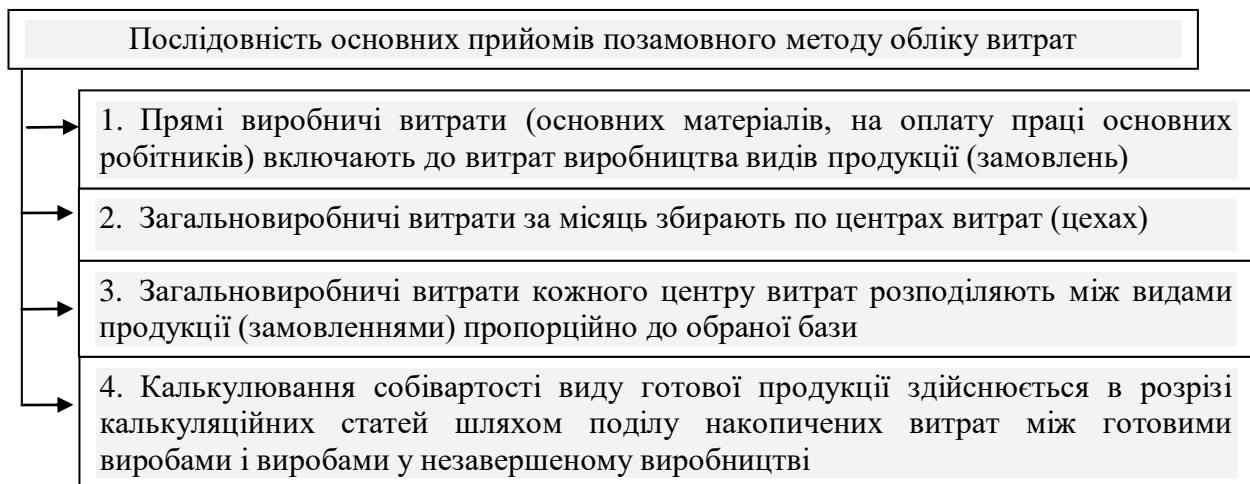 Послідовність основних прийомів позамовного методу обліку витрат
1. Прямі виробничі витрати (основних матеріалів, на оплату праці основних
робітників) включають до витрат виробництва видів продукції (замовлень)
2. Загальновиробничі витрати за місяць збирають по центрах витрат (цехах)
3. Загальновиробничі витрати кожного центру витрат розподіляють між видами
продукції (замовленнями) пропорційно до обраної бази
4. Калькулювання собівартості виду готової продукції здійснюється в розрізі
калькуляційних статей шляхом поділу накопичених витрат між готовими
виробами і виробами у незавершеному виробництві